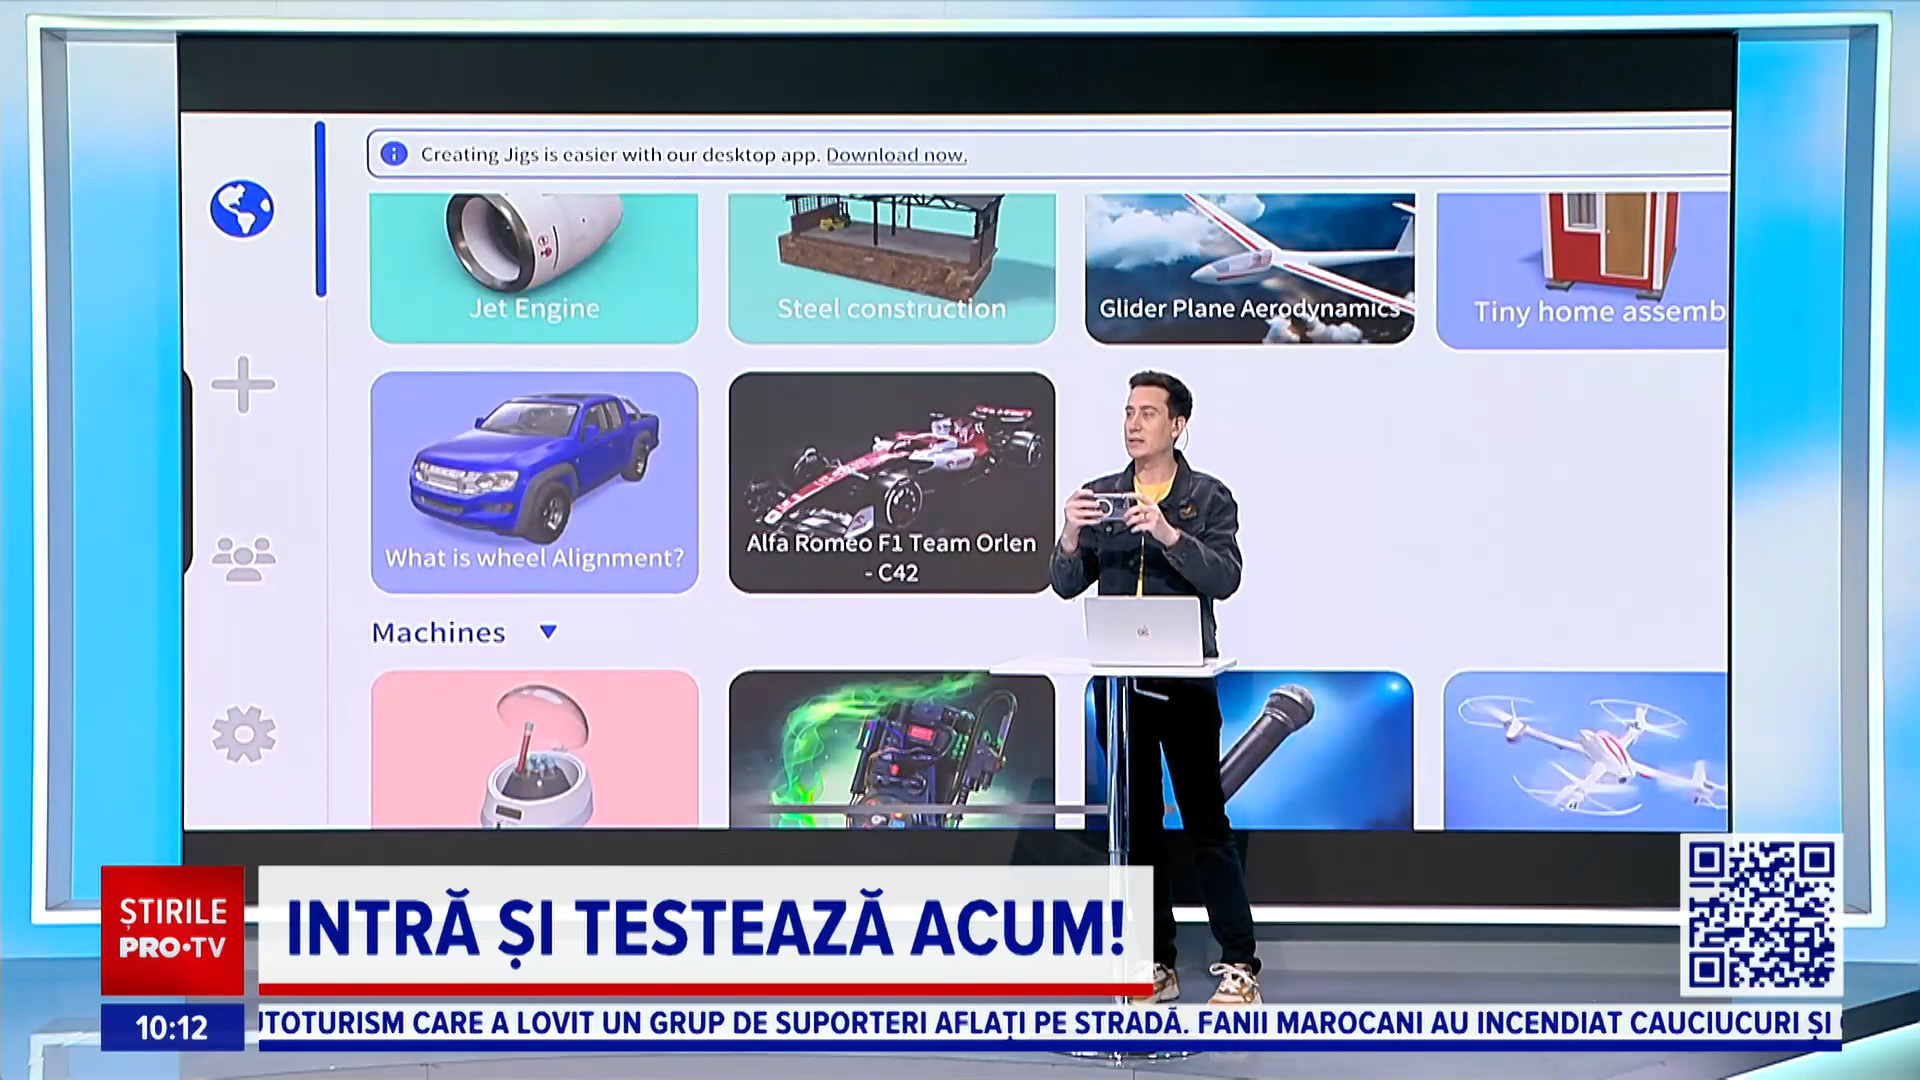 Creating Jigs is easier with our desktop app. Download now.
Jet Engine
Steel construction
Glider Plane Aerodynamics
Tiny home assemb
What is wheel Alignment?
Alfa Romeo F1 Team Orlen
- C42
Machines
ȘTIRILE
PRO•TV
INTRĂ ȘI TESTEAZĂ ACUM!
10:12
UTOTURISM CARE A LOVIT UN GRUP DE SUPORTERI AFLAȚI PE STRADĂ. FANII MAROCANI AU INCENDIAT CAUCIUCURI ȘI